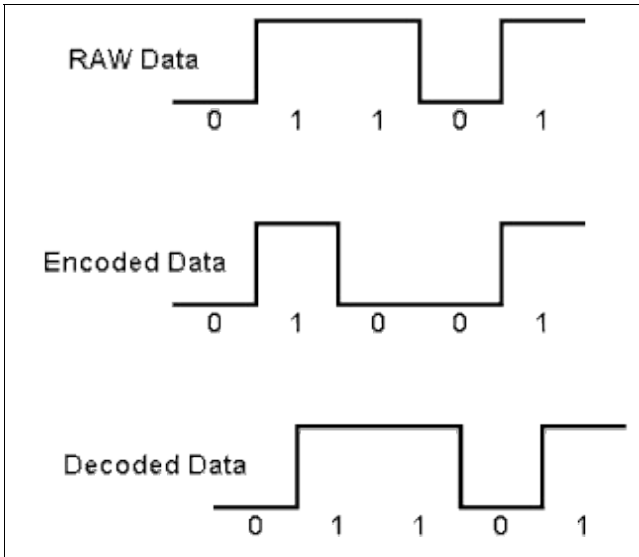 RAW Data
0 1 1 0 1
Encoded Data
0 1 0 0 1
Decoded Data
0 1 1 0 1